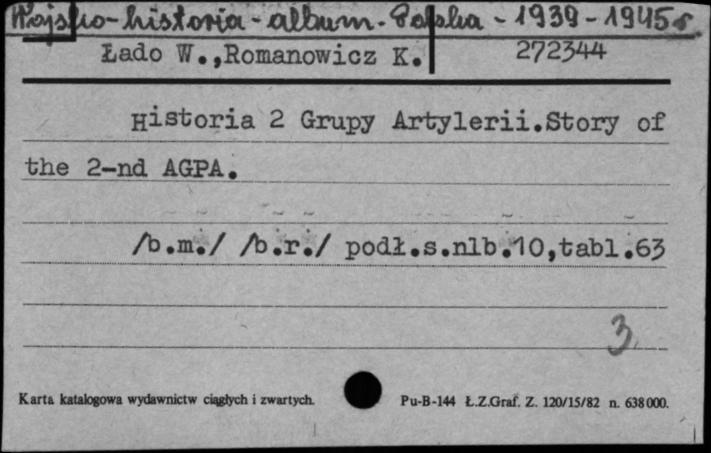 Wojsko-historia-album-Polska-1939-1945 r.
Łado W.,Romanowicz K. 272344
Historia 2 Grupy Artylerii.Story of
the 2-nd AGPA.
/b.m./ /b.r./ podł.s.nlb.10,tabl.63
3
Karta katalogowa wydawnictw ciągłych i zwartych. Pu-B-144 Ł.Z.Graf. Z. 120/15/82 n. 638000.